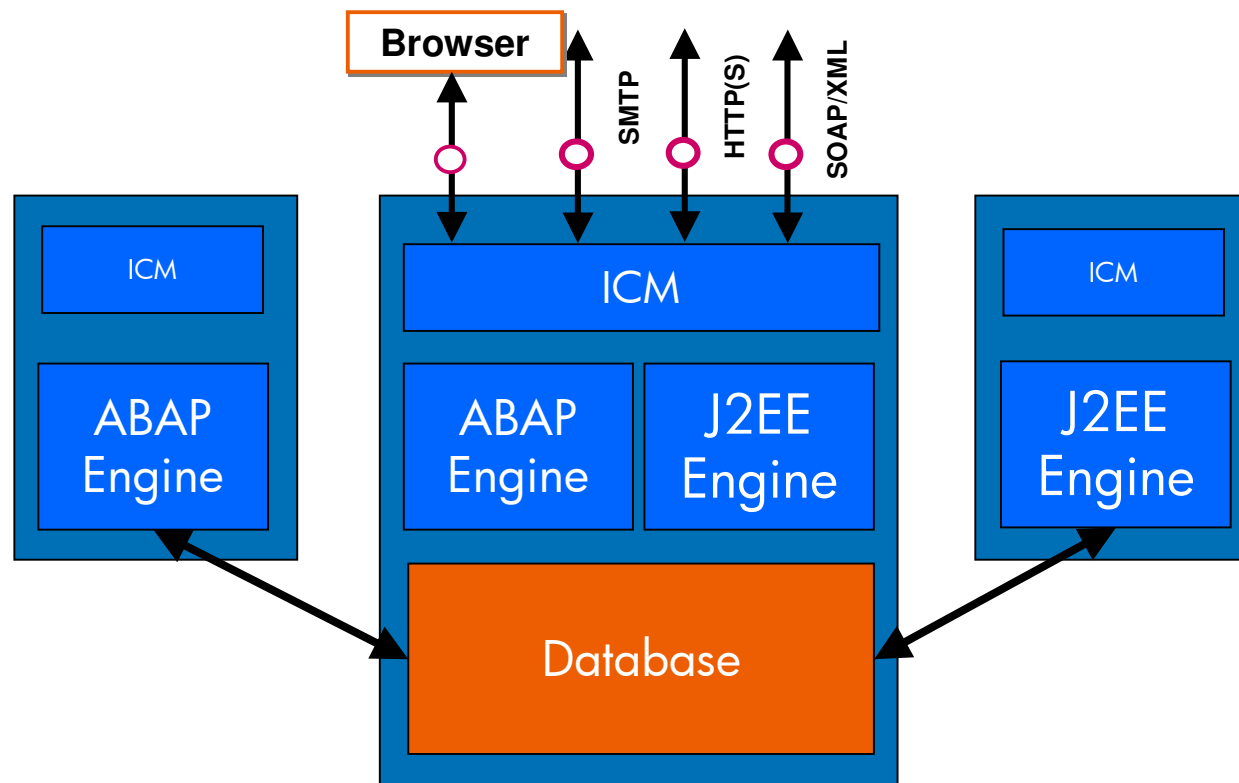 Browser
SMTP
HTTP(S)
SOAP/XML
ICM
ICM
ICM
ABAP
Engine
ABAP
Engine
J2EE
Engine
J2EE
Engine
Database